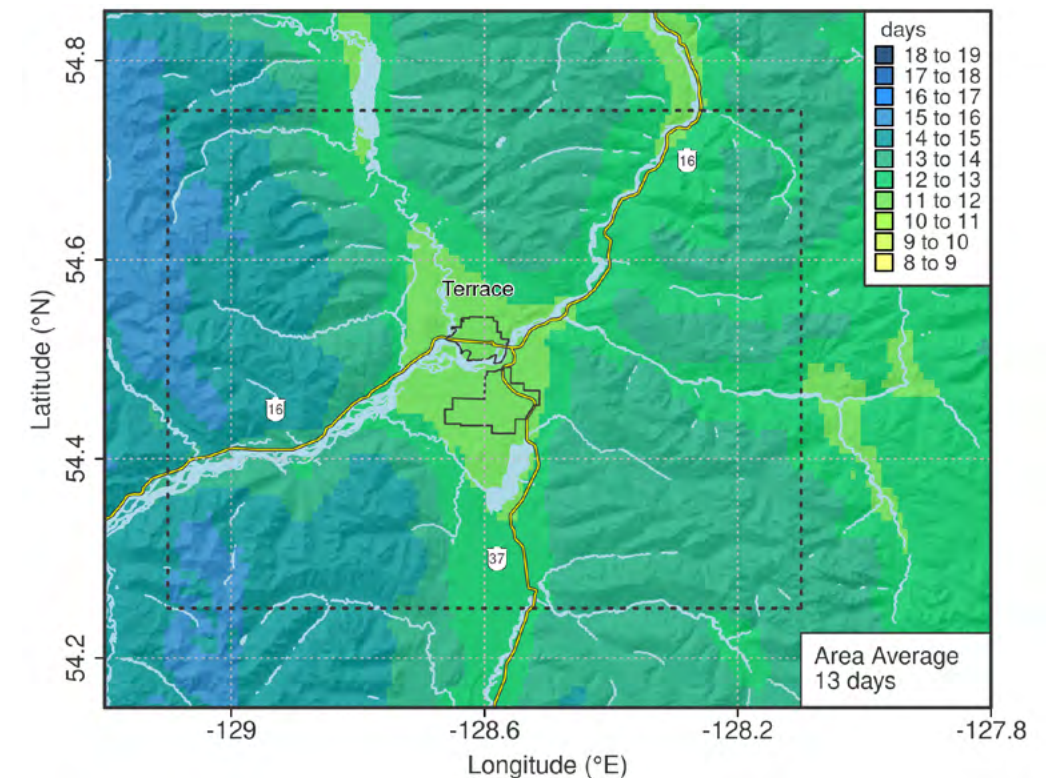 days
18 to 19
17 to 18
16 to 17
15 to 16
14 to 15
13 to 14
12 to 13
11 to 12
10 to 11
9 to 10
8 to 9
54.8
54.6
54.4
54.2
Latitude (°N)
16
Terrace
16
37
Area Average
13 days
-129
-128.6
-128.2
-127.8
Longitude (°E)